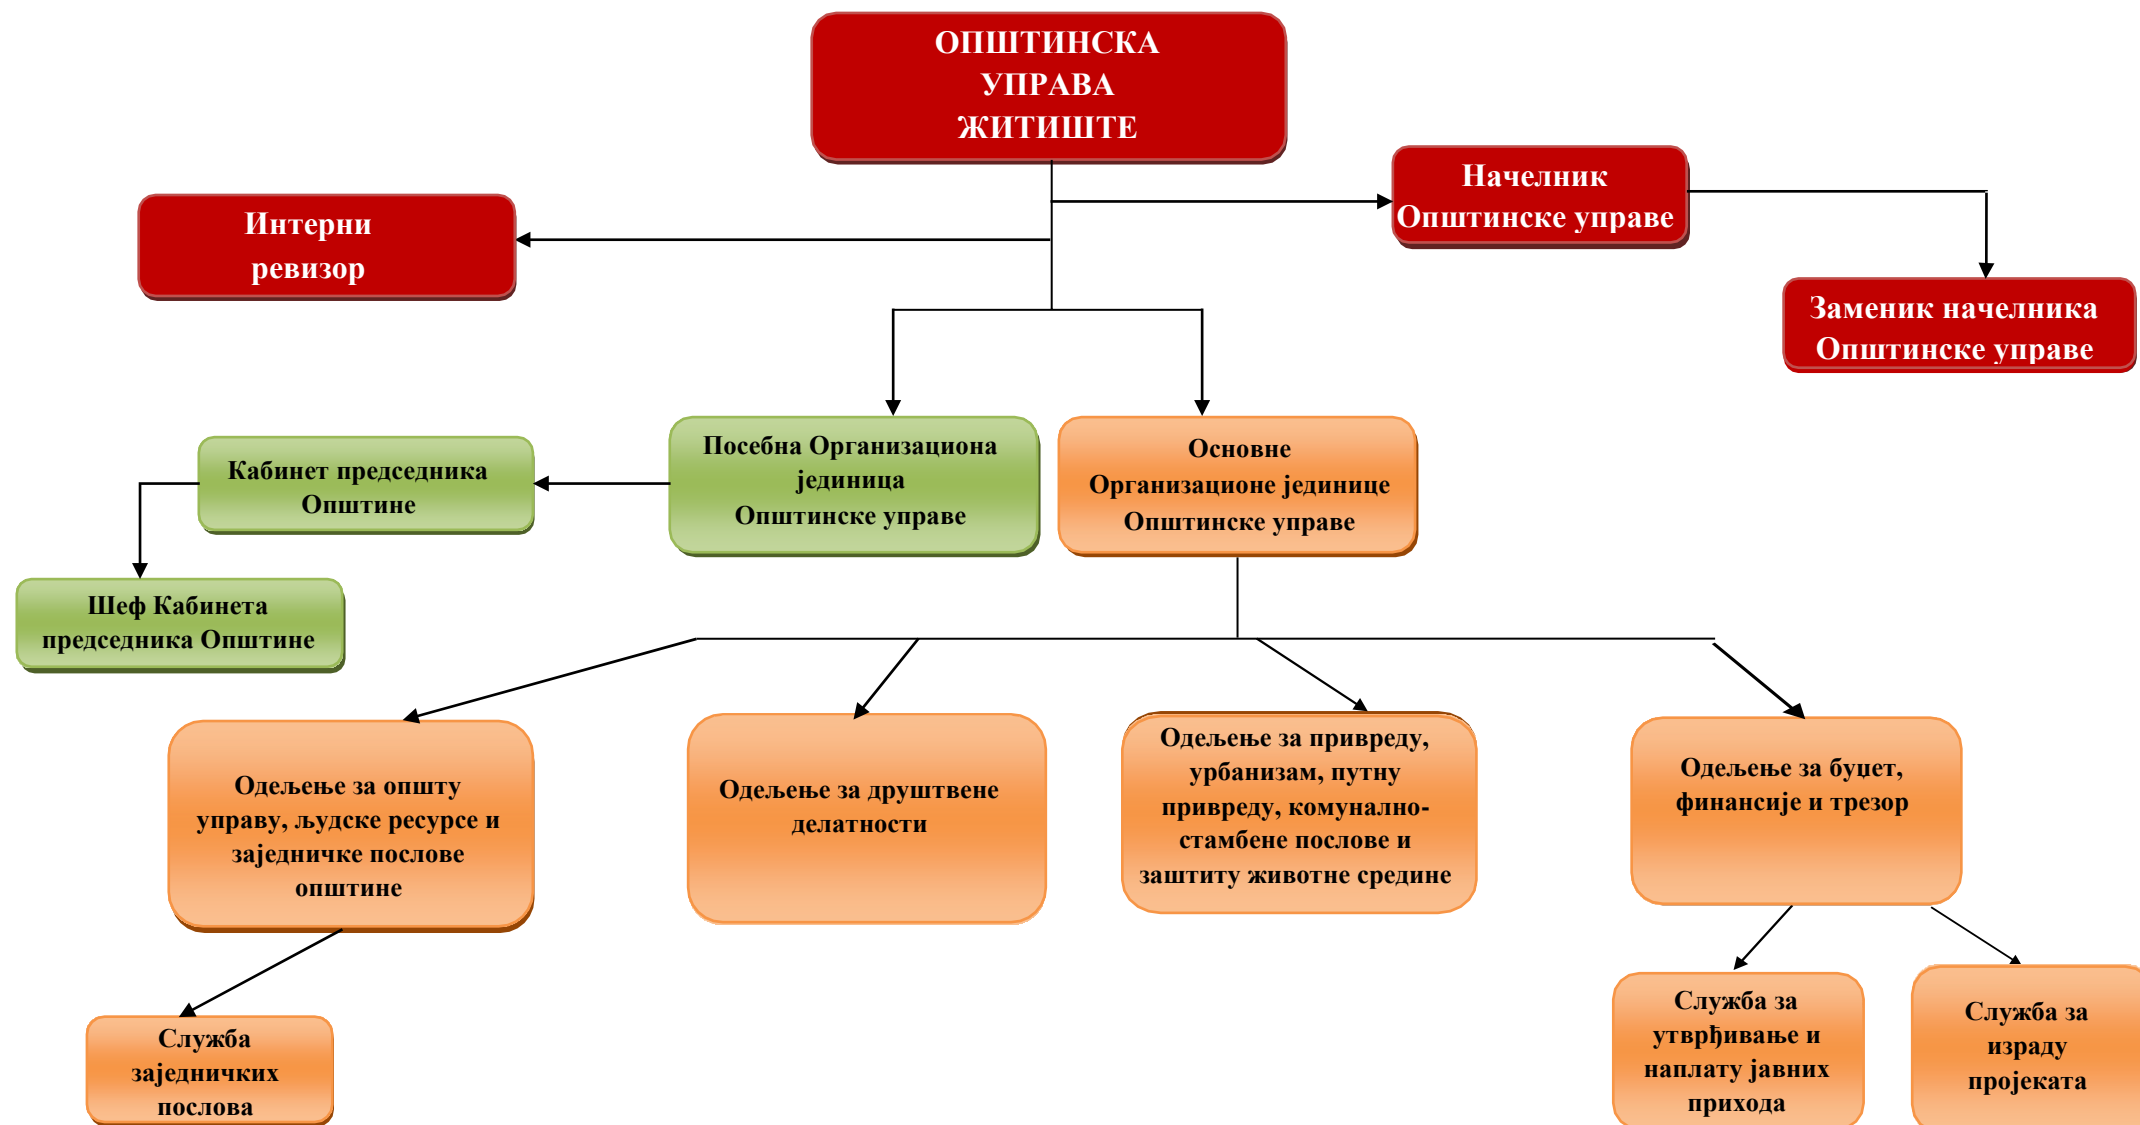 ОПШТИНСКА
УПРАВА
ЖИТИШТЕ
Начелник
Општинске управе
Интерни
ревизор
Заменик начелника
Општинске управе
Кабинет председника
Општине
Посебна Организациона
јединица
Општинске управе
Основне
Организационе јединице
Општинске управе
Шеф Кабинета
председника Општине
Одељење за општу
управу, људске ресурсе и
заједничке послове
општине
Одељење за друштвене
делатности
Одељење за привреду,
урбанизам, путну
привреду, комунално-
стамбене послове и
заштиту животне средине
Одељење за буџет,
финансије и трезор
Служба
заједничких
послова
Служба за
утврђивање и
наплату јавних
прихода
Служба за
израду
пројеката